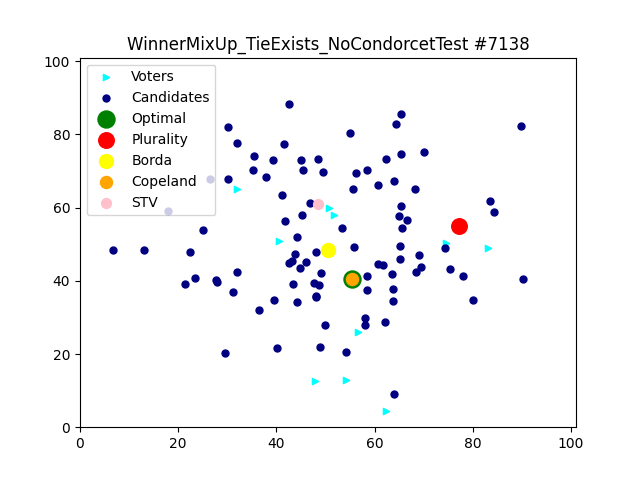 WinnerMixUp_TieExists_NoCondorcetTest #7138
Voters
Candidates
Optimal
Plurality
Borda
Copeland
STV
100
80
60
40
20
0
0 20 40 60 80 100